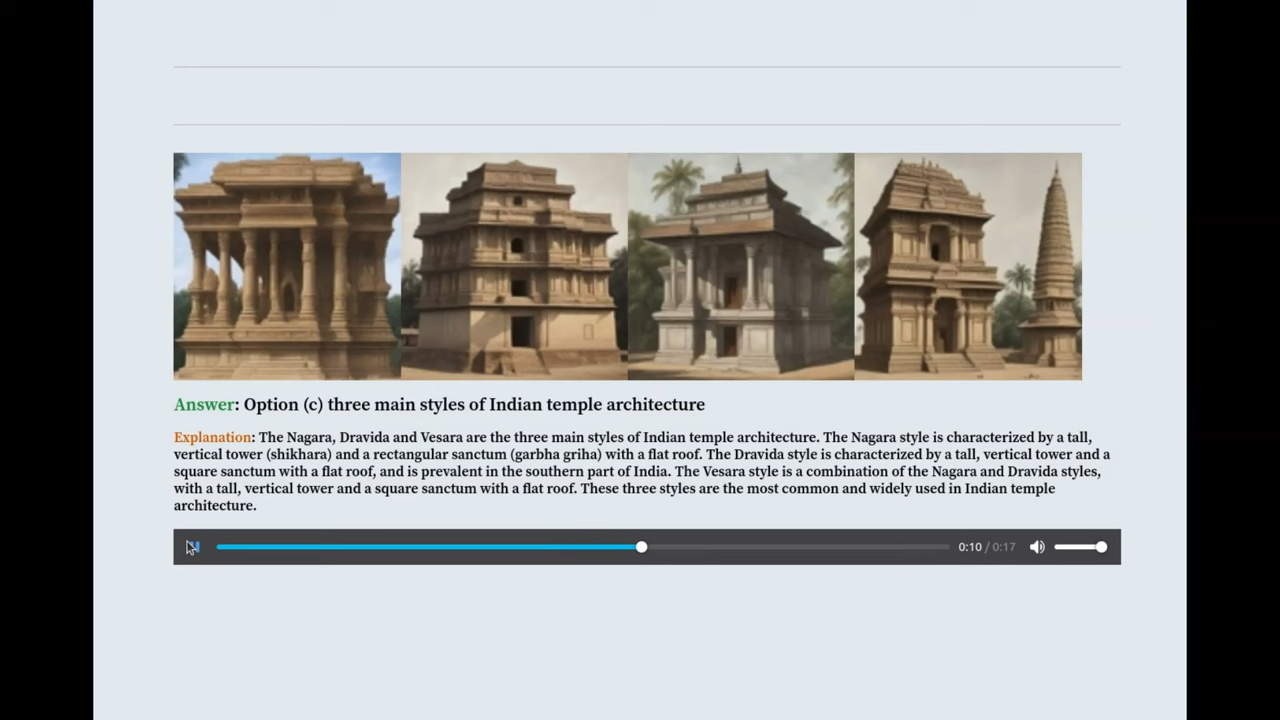 Answer: Option (c) three main styles of Indian temple architecture
Explanation: The Nagara, Dravida and Vesara are the three main styles of Indian temple architecture. The Nagara style is characterized by a tall,
vertical tower (shikhara) and a rectangular sanctum (garbha griha) with a flat roof. The Dravida style is characterized by a tall, vertical tower and a
square sanctum with a flat roof, and is prevalent in the southern part of India. The Vesara style is a combination of the Nagara and Dravida styles,
with a tall, vertical tower and a square sanctum with a flat roof. These three styles are the most common and widely used in Indian temple
architecture.
0:10 / 0:17